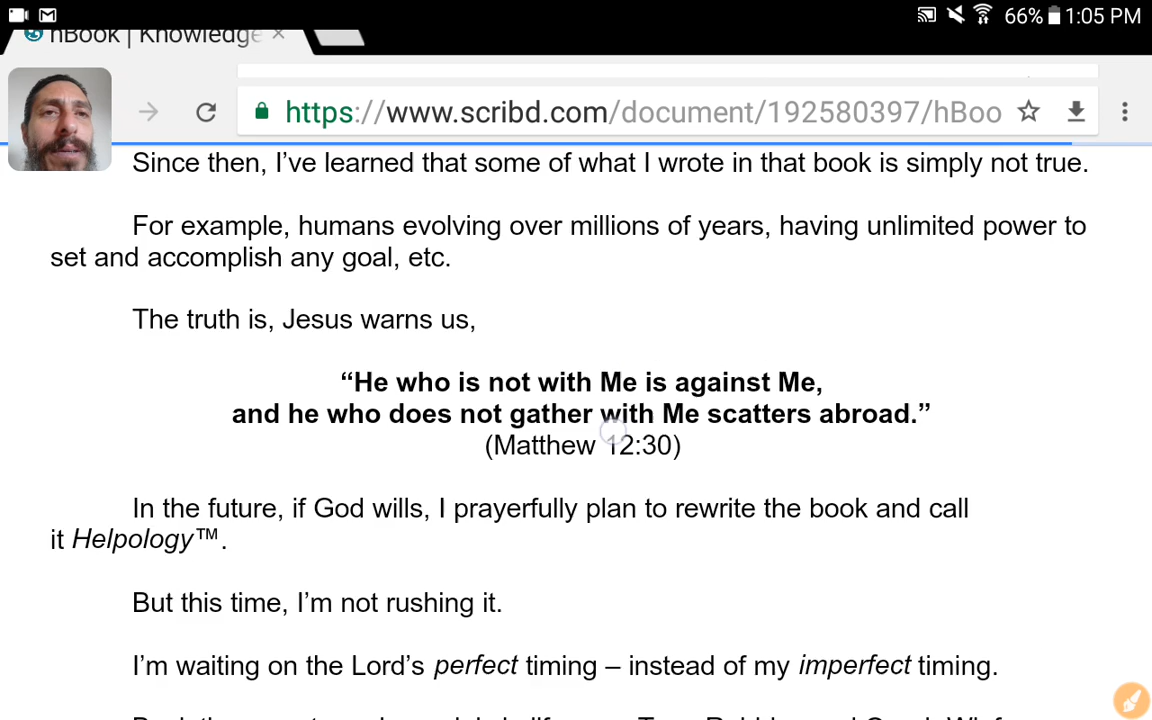 66% 1:05 PM
hBook | Knowledge
https://www.scribd.com/document/192580397/hBoo
Since then, I’ve learned that some of what I wrote in that book is simply not true.
For example, humans evolving over millions of years, having unlimited power to
set and accomplish any goal, etc.
The truth is, Jesus warns us,
“He who is not with Me is against Me,
and he who does not gather with Me scatters abroad.”
(Matthew 12:30)
In the future, if God wills, I prayerfully plan to rewrite the book and call
it Helpology™.
But this time, I’m not rushing it.
I’m waiting on the Lord’s perfect timing – instead of my imperfect timing.